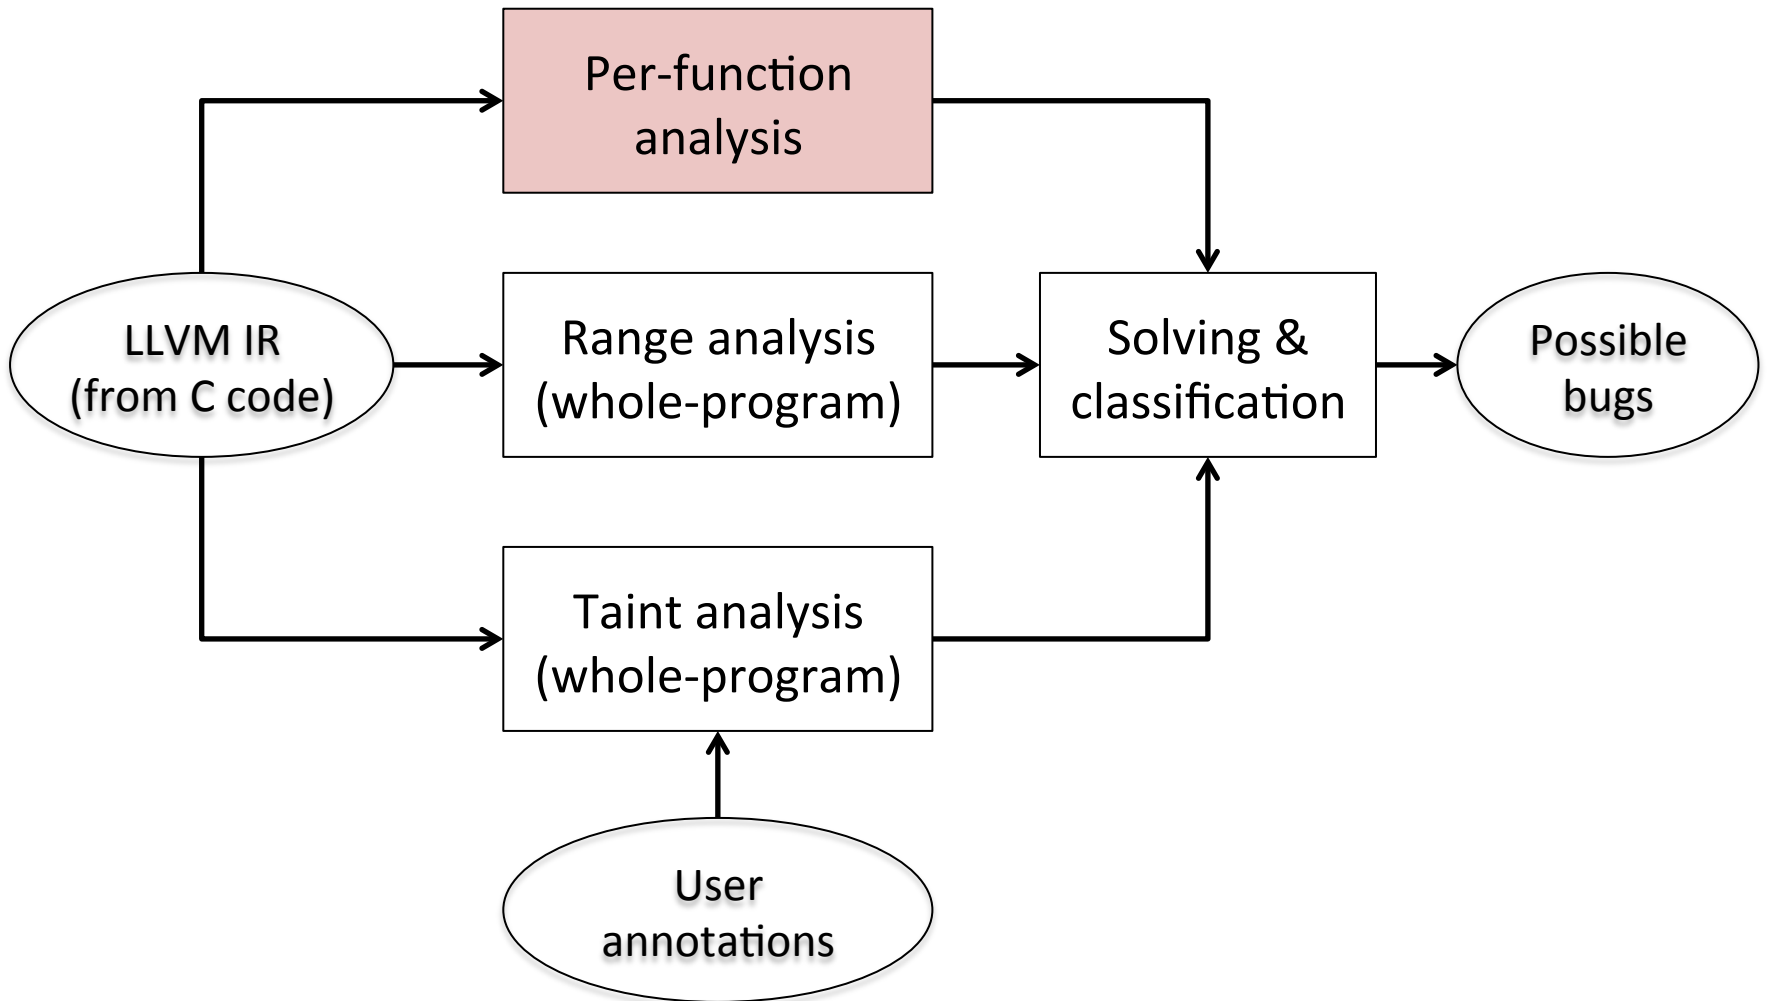 Per-function
analysis
LLVM IR
(from C code)
Range analysis
(whole-program)
Solving &
classification
Possible
bugs
Taint analysis
(whole-program)
User
annotations